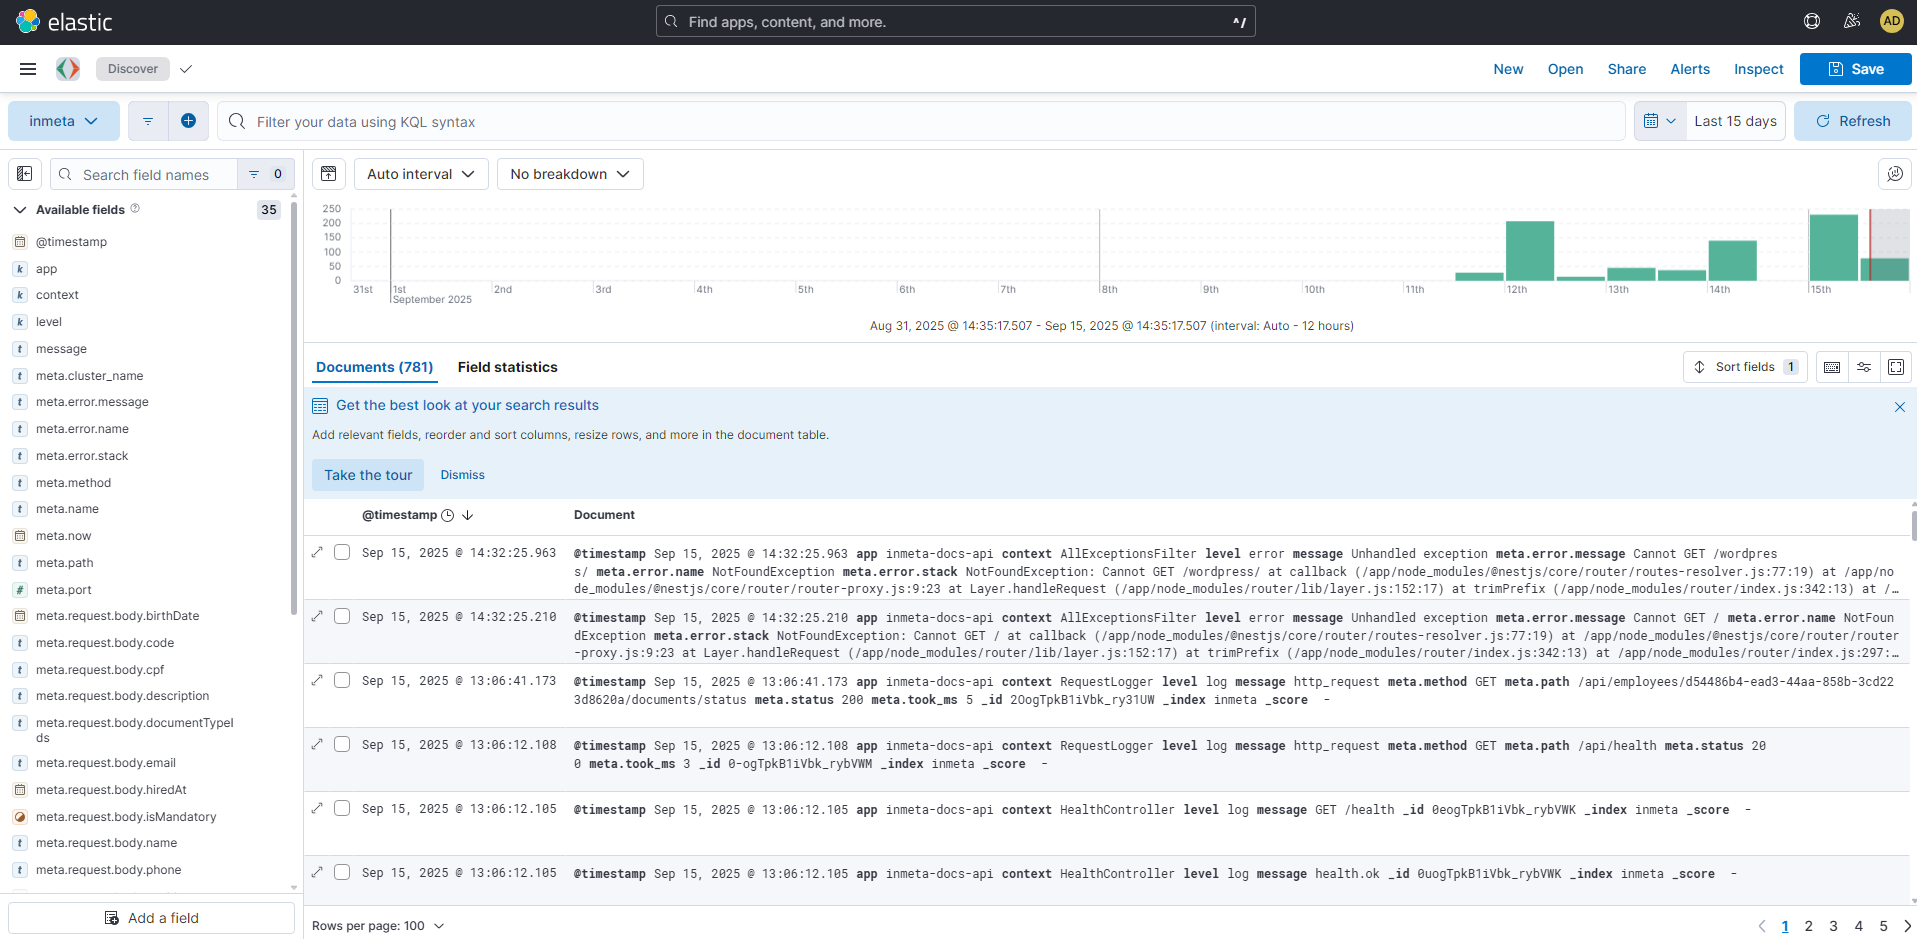 elastic
Find apps, content, and more.
^/
AD
Discover
New
Open
Share
Alerts
Inspect
Save
inmeta
Filter your data using KQL syntax
Last 15 days
Refresh
Search field names
0
Auto interval
No breakdown
Available fields
35
@timestamp
k app
k context
k level
t message
t meta.cluster_name
t meta.error.message
t meta.error.name
t meta.error.stack
t meta.method
t meta.name
meta.now
t meta.path
# meta.port
meta.request.body.birthDate
t meta.request.body.code
t meta.request.body.cpf
t meta.request.body.description
t meta.request.body.documentTypeI
ds
t meta.request.body.email
meta.request.body.hiredAt
meta.request.body.isMandatory
t meta.request.body.name
t meta.request.body.phone
Add a field
250
200
150
100
50
0
31st
1st
September 2025
2nd
3rd
4th
5th
6th
7th
8th
9th
10th
11th
12th
13th
14th
15th
Aug 31, 2025 @ 14:35:17.507 - Sep 15, 2025 @ 14:35:17.507 (interval: Auto - 12 hours)
Documents (781)
Field statistics
Sort fields 1
Get the best look at your search results
Add relevant fields, reorder and sort columns, resize rows, and more in the document table.
Take the tour
Dismiss
@timestamp
Document
Sep 15, 2025 @ 14:32:25.963
@timestamp Sep 15, 2025 @ 14:32:25.963 app inmeta-docs-api context AllExceptionsFilter level error message Unhandled exception meta.error.message Cannot GET /wordpres
s/ meta.error.name NotFoundException meta.error.stack NotFoundException: Cannot GET /wordpress/ at callback (/app/node_modules/@nestjs/core/router/routes-resolver.js:77:19) at /app/no
de_modules/@nestjs/core/router/router-proxy.js:9:23 at Layer.handleRequest (/app/node_modules/router/lib/layer.js:152:17) at trimPrefix (/app/node_modules/router/index.js:342:13) at /…
Sep 15, 2025 @ 14:32:25.210
@timestamp Sep 15, 2025 @ 14:32:25.210 app inmeta-docs-api context AllExceptionsFilter level error message Unhandled exception meta.error.message Cannot GET / meta.error.name NotFoun
dException meta.error.stack NotFoundException: Cannot GET / at callback (/app/node_modules/@nestjs/core/router/routes-resolver.js:77:19) at /app/node_modules/@nestjs/core/router/router
-proxy.js:9:23 at Layer.handleRequest (/app/node_modules/router/lib/layer.js:152:17) at trimPrefix (/app/node_modules/router/index.js:342:13) at /app/node_modules/router/index.js:297:…
Sep 15, 2025 @ 13:06:41.173
@timestamp Sep 15, 2025 @ 13:06:41.173 app inmeta-docs-api context RequestLogger level log message http_request meta.method GET meta.path /api/employees/d54486b4-ead3-44aa-858b-3cd22
3d8620a/documents/status meta.status 200 meta.took_ms 5 _id 2OogTpkB1iVbk_ry31UW _index inmeta _score -
Sep 15, 2025 @ 13:06:12.108
@timestamp Sep 15, 2025 @ 13:06:12.108 app inmeta-docs-api context RequestLogger level log message http_request meta.method GET meta.path /api/health meta.status 20
0 meta.took_ms 3 _id 0-ogTpkB1iVbk_rybVWM _index inmeta _score -
Sep 15, 2025 @ 13:06:12.105
@timestamp Sep 15, 2025 @ 13:06:12.105 app inmeta-docs-api context HealthController level log message GET /health _id 0eogTpkB1iVbk_rybVWK _index inmeta _score -
Sep 15, 2025 @ 13:06:12.105
@timestamp Sep 15, 2025 @ 13:06:12.105 app inmeta-docs-api context HealthController level log message health.ok _id 0uogTpkB1iVbk_rybVWK _index inmeta _score -
Rows per page: 100
1 2 3 4 5